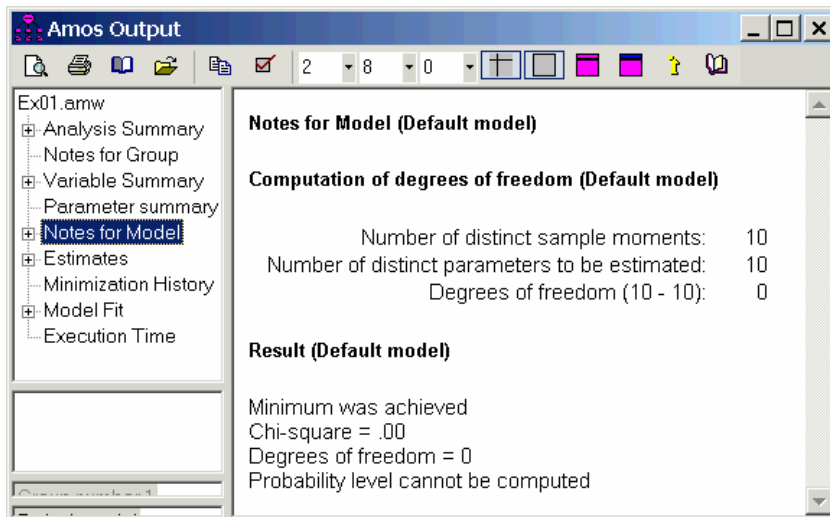 Amos Output
2 8 0
Ex01.amw
Analysis Summary
Notes for Group
Variable Summary
Parameter summary
Notes for Model
Estimates
Minimization History
Model Fit
Execution Time
Notes for Model (Default model)
Computation of degrees of freedom (Default model)
Number of distinct sample moments: 10
Number of distinct parameters to be estimated: 10
Degrees of freedom (10 - 10): 0
Result (Default model)
Minimum was achieved
Chi-square = .00
Degrees of freedom = 0
Probability level cannot be computed